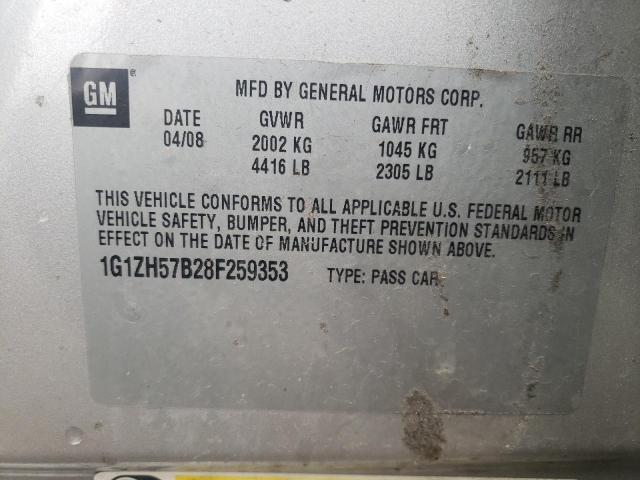 GM
MFD BY GENERAL MOTORS CORP.
DATE GVWR GAWR FRT GAWR RR
04/08 2002 KG 1045 KG 957 KG
4416 LB 2305 LB 2111 LB
THIS VEHICLE CONFORMS TO ALL APPLICABLE U.S. FEDERAL MOTOR
VEHICLE SAFETY, BUMPER, AND THEFT PREVENTION STANDARDS IN
EFFECT ON THE DATE OF MANUFACTURE SHOWN ABOVE.
1G1ZH57B28F259353 TYPE: PASS CAR